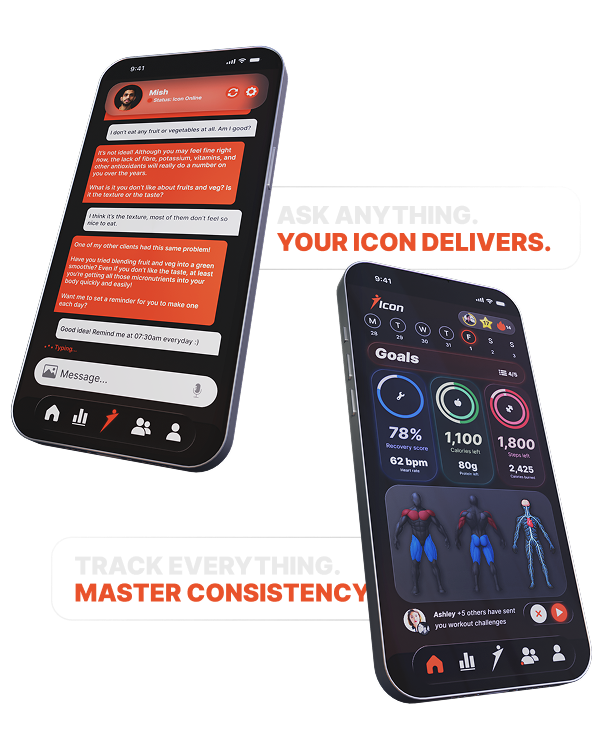 9:41
Mish
Status: Icon Online
I don't eat any fruit or vegetables at all. Am I good?
It's not ideal! Although you may feel fine right
now, the lack of fibre, potassium, vitamins, and
other antioxidants will really do a number on
you over the years.
What is it you don't like about fruits and veg? Is
it the texture or the taste?
I think it's the texture, most of them don't feel so
nice to eat.
One of my other clients had this same problem!
Have you tried blending fruit and veg into a green
smoothie? Even if you don't like the taste, at least
you're getting all those micronutrients into your
body quickly and easily!
Want me to set a reminder for you to make one
each day?
Good idea! Remind me at 07:30am everyday :)
Typing...
Message...
ASK ANYTHING.
YOUR ICON DELIVERS.
9:41
Icon
17
14
M T W T F S S
28 29 30 31 1 2 3
Goals
4/5
78%
Recovery score
62 bpm
Heart rate
1,100
Calories left
80g
Protein left
1,800
Steps left
2,425
Calories burned
Ashley +5 others have sent
you workout challenges
TRACK EVERYTHING.
MASTER CONSISTENCY